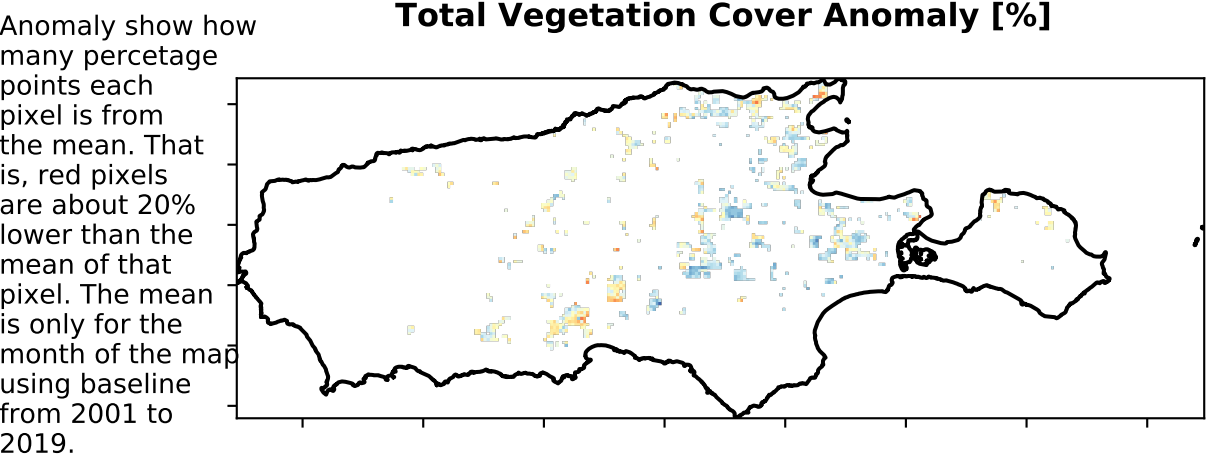 Total Vegetation Cover Anomaly [%]
Anomaly show how
many percetage
points each
pixel is from
the mean. That
is, red pixels
are about 20%
lower than the
mean of that
pixel. The mean
is only for the
month of the map
using baseline
from 2001 to
2019.